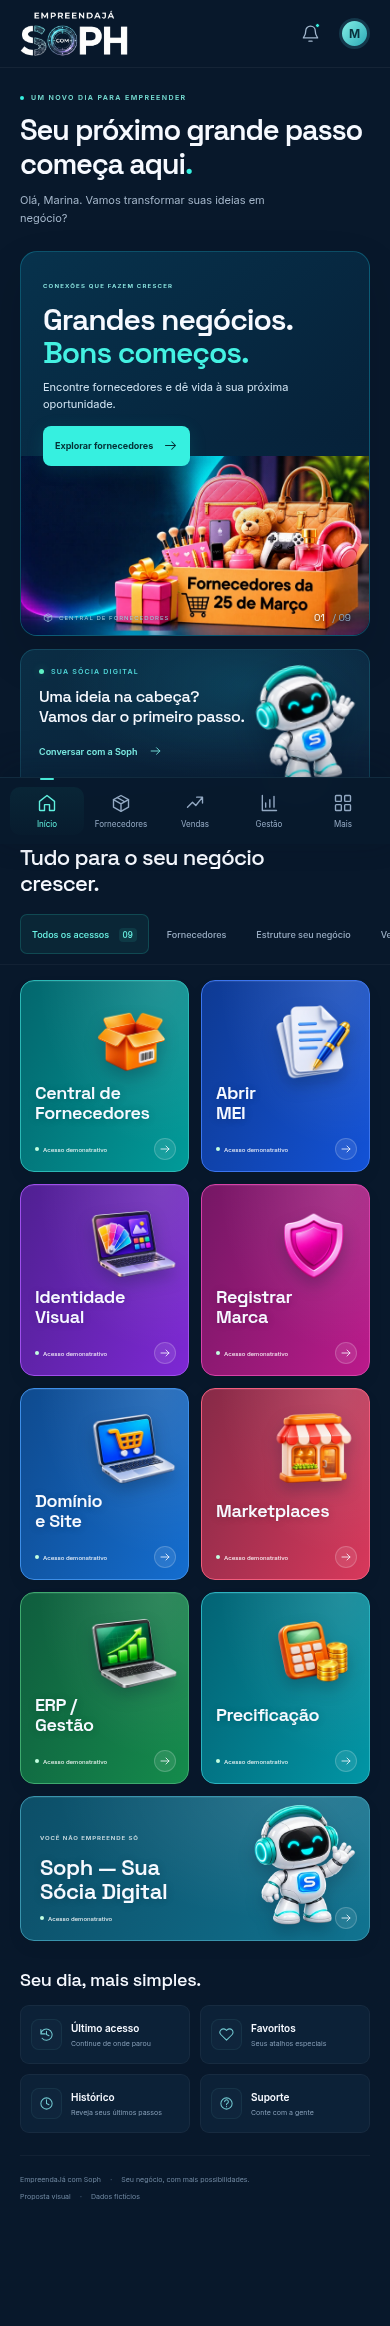 EMPREENDAJÁ
SOPH
COM
M
UM NOVO DIA PARA EMPREENDER
Seu próximo grande passo
começa aqui.
Olá, Marina. Vamos transformar suas ideias em
negócio?
CONEXÕES QUE FAZEM CRESCER
Grandes negócios.
Bons começos.
Encontre fornecedores e dê vida à sua próxima
oportunidade.
Explorar fornecedores
Fornecedores da
25 de Março
CENTRAL DE FORNECEDORES
01 / 09
SUA SÓCIA DIGITAL
Uma ideia na cabeça?
Vamos dar o primeiro passo.
Conversar com a Soph
S
Início
Fornecedores
Vendas
Gestão
Mais
Tudo para o seu negócio
crescer.
Todos os acessos 09
Fornecedores
Estruture seu negócio
Ve
Central de
Fornecedores
Acesso demonstrativo
Abrir
MEI
Acesso demonstrativo
Identidade
Visual
Acesso demonstrativo
Registrar
Marca
Acesso demonstrativo
Domínio
e Site
Acesso demonstrativo
Marketplaces
Acesso demonstrativo
ERP /
Gestão
Acesso demonstrativo
Precificação
Acesso demonstrativo
VOCÊ NÃO EMPREENDE SÓ
Soph — Sua
Sócia Digital
Acesso demonstrativo
S
Seu dia, mais simples.
Último acesso
Continue de onde parou
Favoritos
Seus atalhos especiais
Histórico
Reveja seus últimos passos
Suporte
Conte com a gente
EmpreendaJá com Soph · Seu negócio, com mais possibilidades.
Proposta visual · Dados fictícios